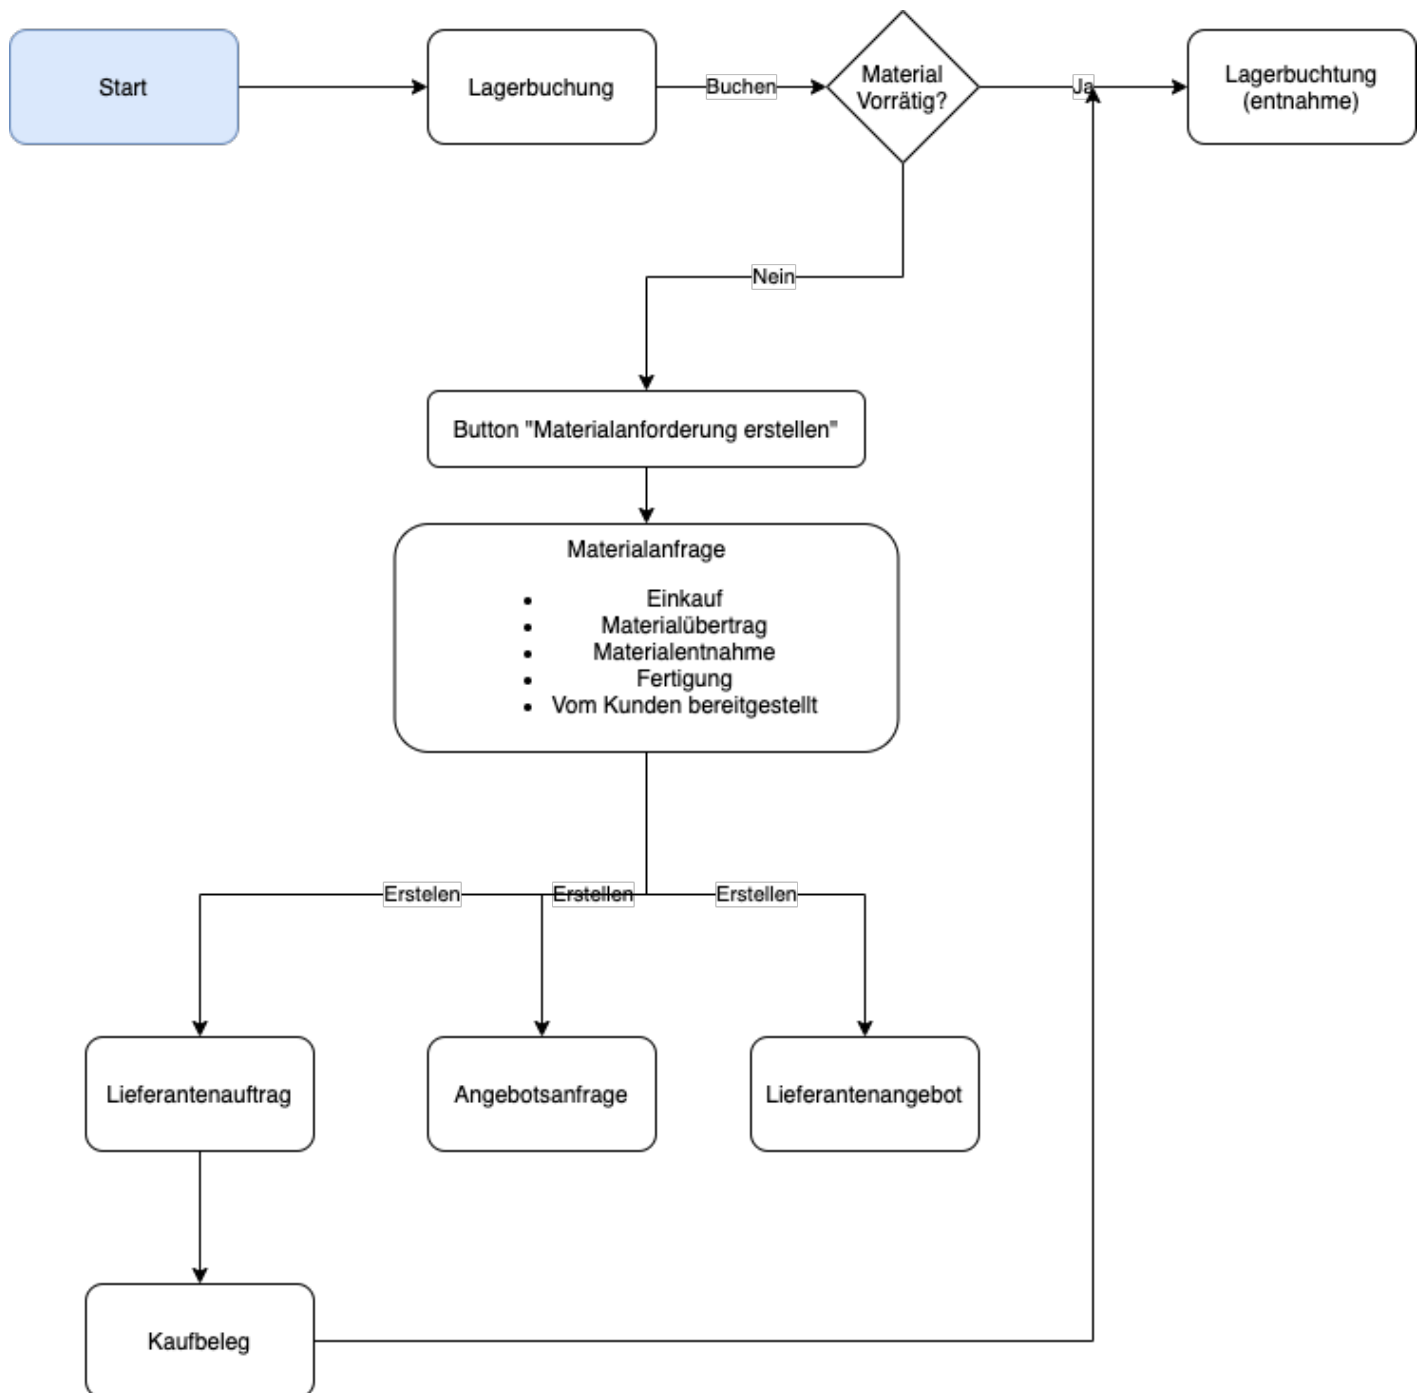 Start
Lagerbuchung
Buchen
Material
Vorrätig?
Ja
Lagerbuchtung
(entnahme)
Nein
Button "Materialanforderung erstellen"
Materialanfrage
• Einkauf
• Materialübertrag
• Materialentnahme
• Fertigung
• Vom Kunden bereitgestellt
Erstelen
Erstellen
Erstellen
Lieferantenauftrag
Angebotsanfrage
Lieferantenangebot
Kaufbeleg